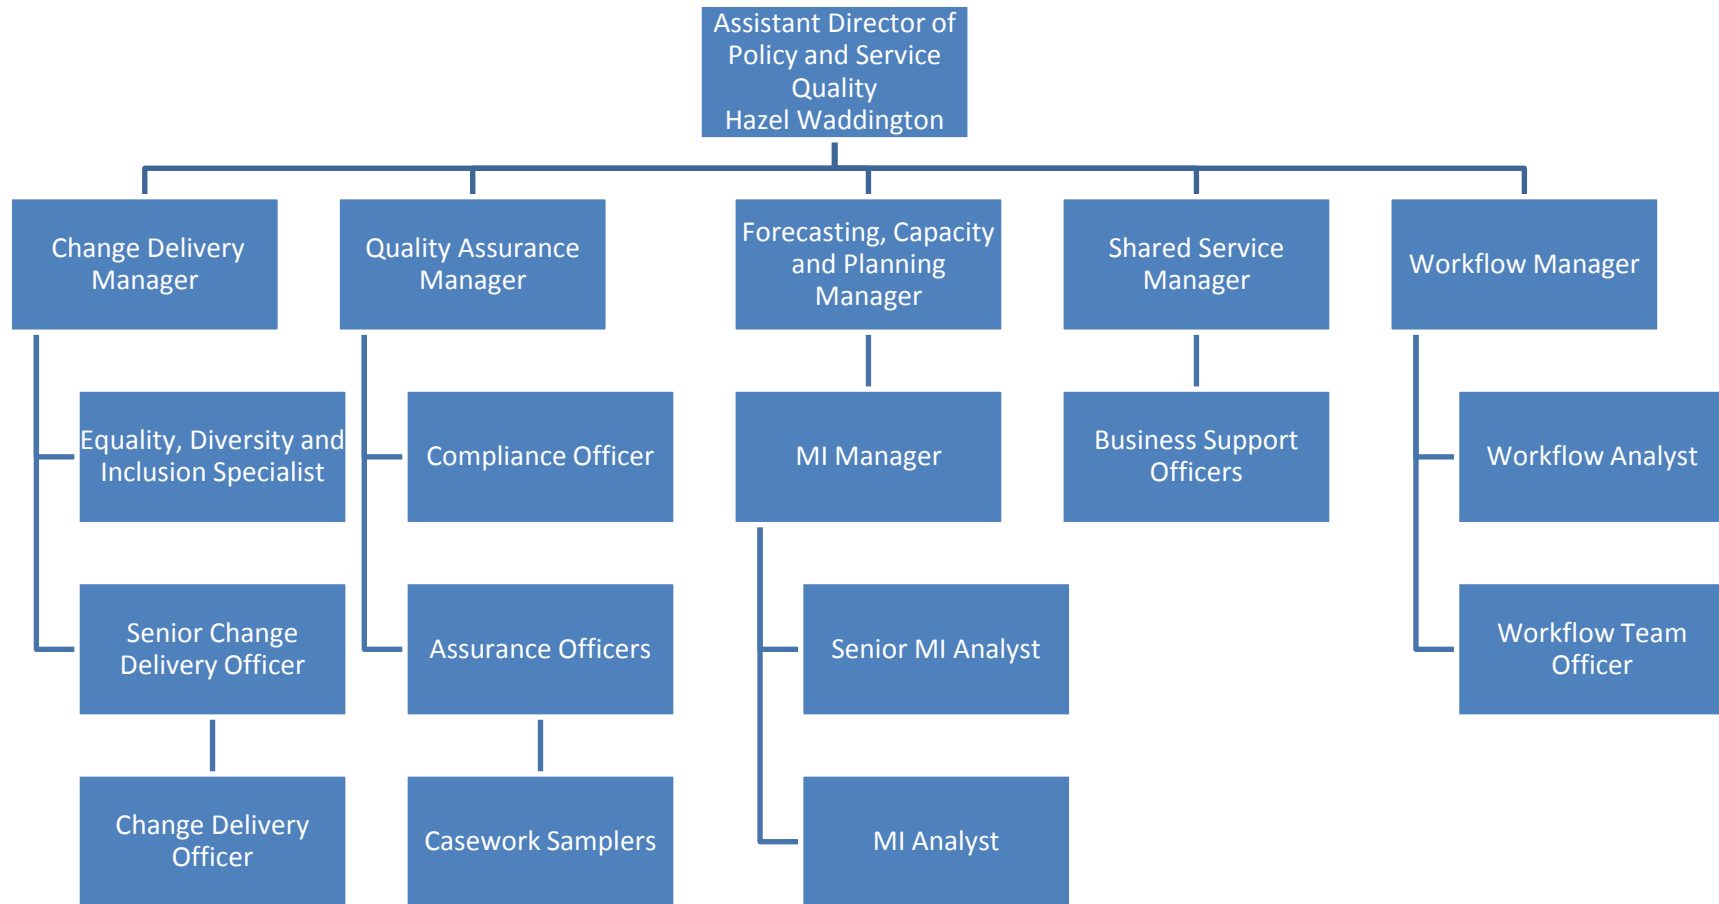 Assistant Director of
Policy and Service
Quality
Hazel Waddington
Change Delivery
Manager
Quality Assurance
Manager
Forecasting, Capacity
and Planning
Manager
Shared Service
Manager
Workflow Manager
Equality, Diversity and
Inclusion Specialist
Compliance Officer
MI Manager
Business Support
Officers
Workflow Analyst
Senior Change
Delivery Officer
Assurance Officers
Senior MI Analyst
Workflow Team
Officer
Change Delivery
Officer
Casework Samplers
MI Analyst